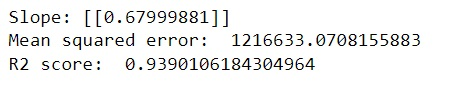 Slope: [[0.67999881]]
Mean squared error:  1216633.0708155883
R2 score:  0.9390106184304964